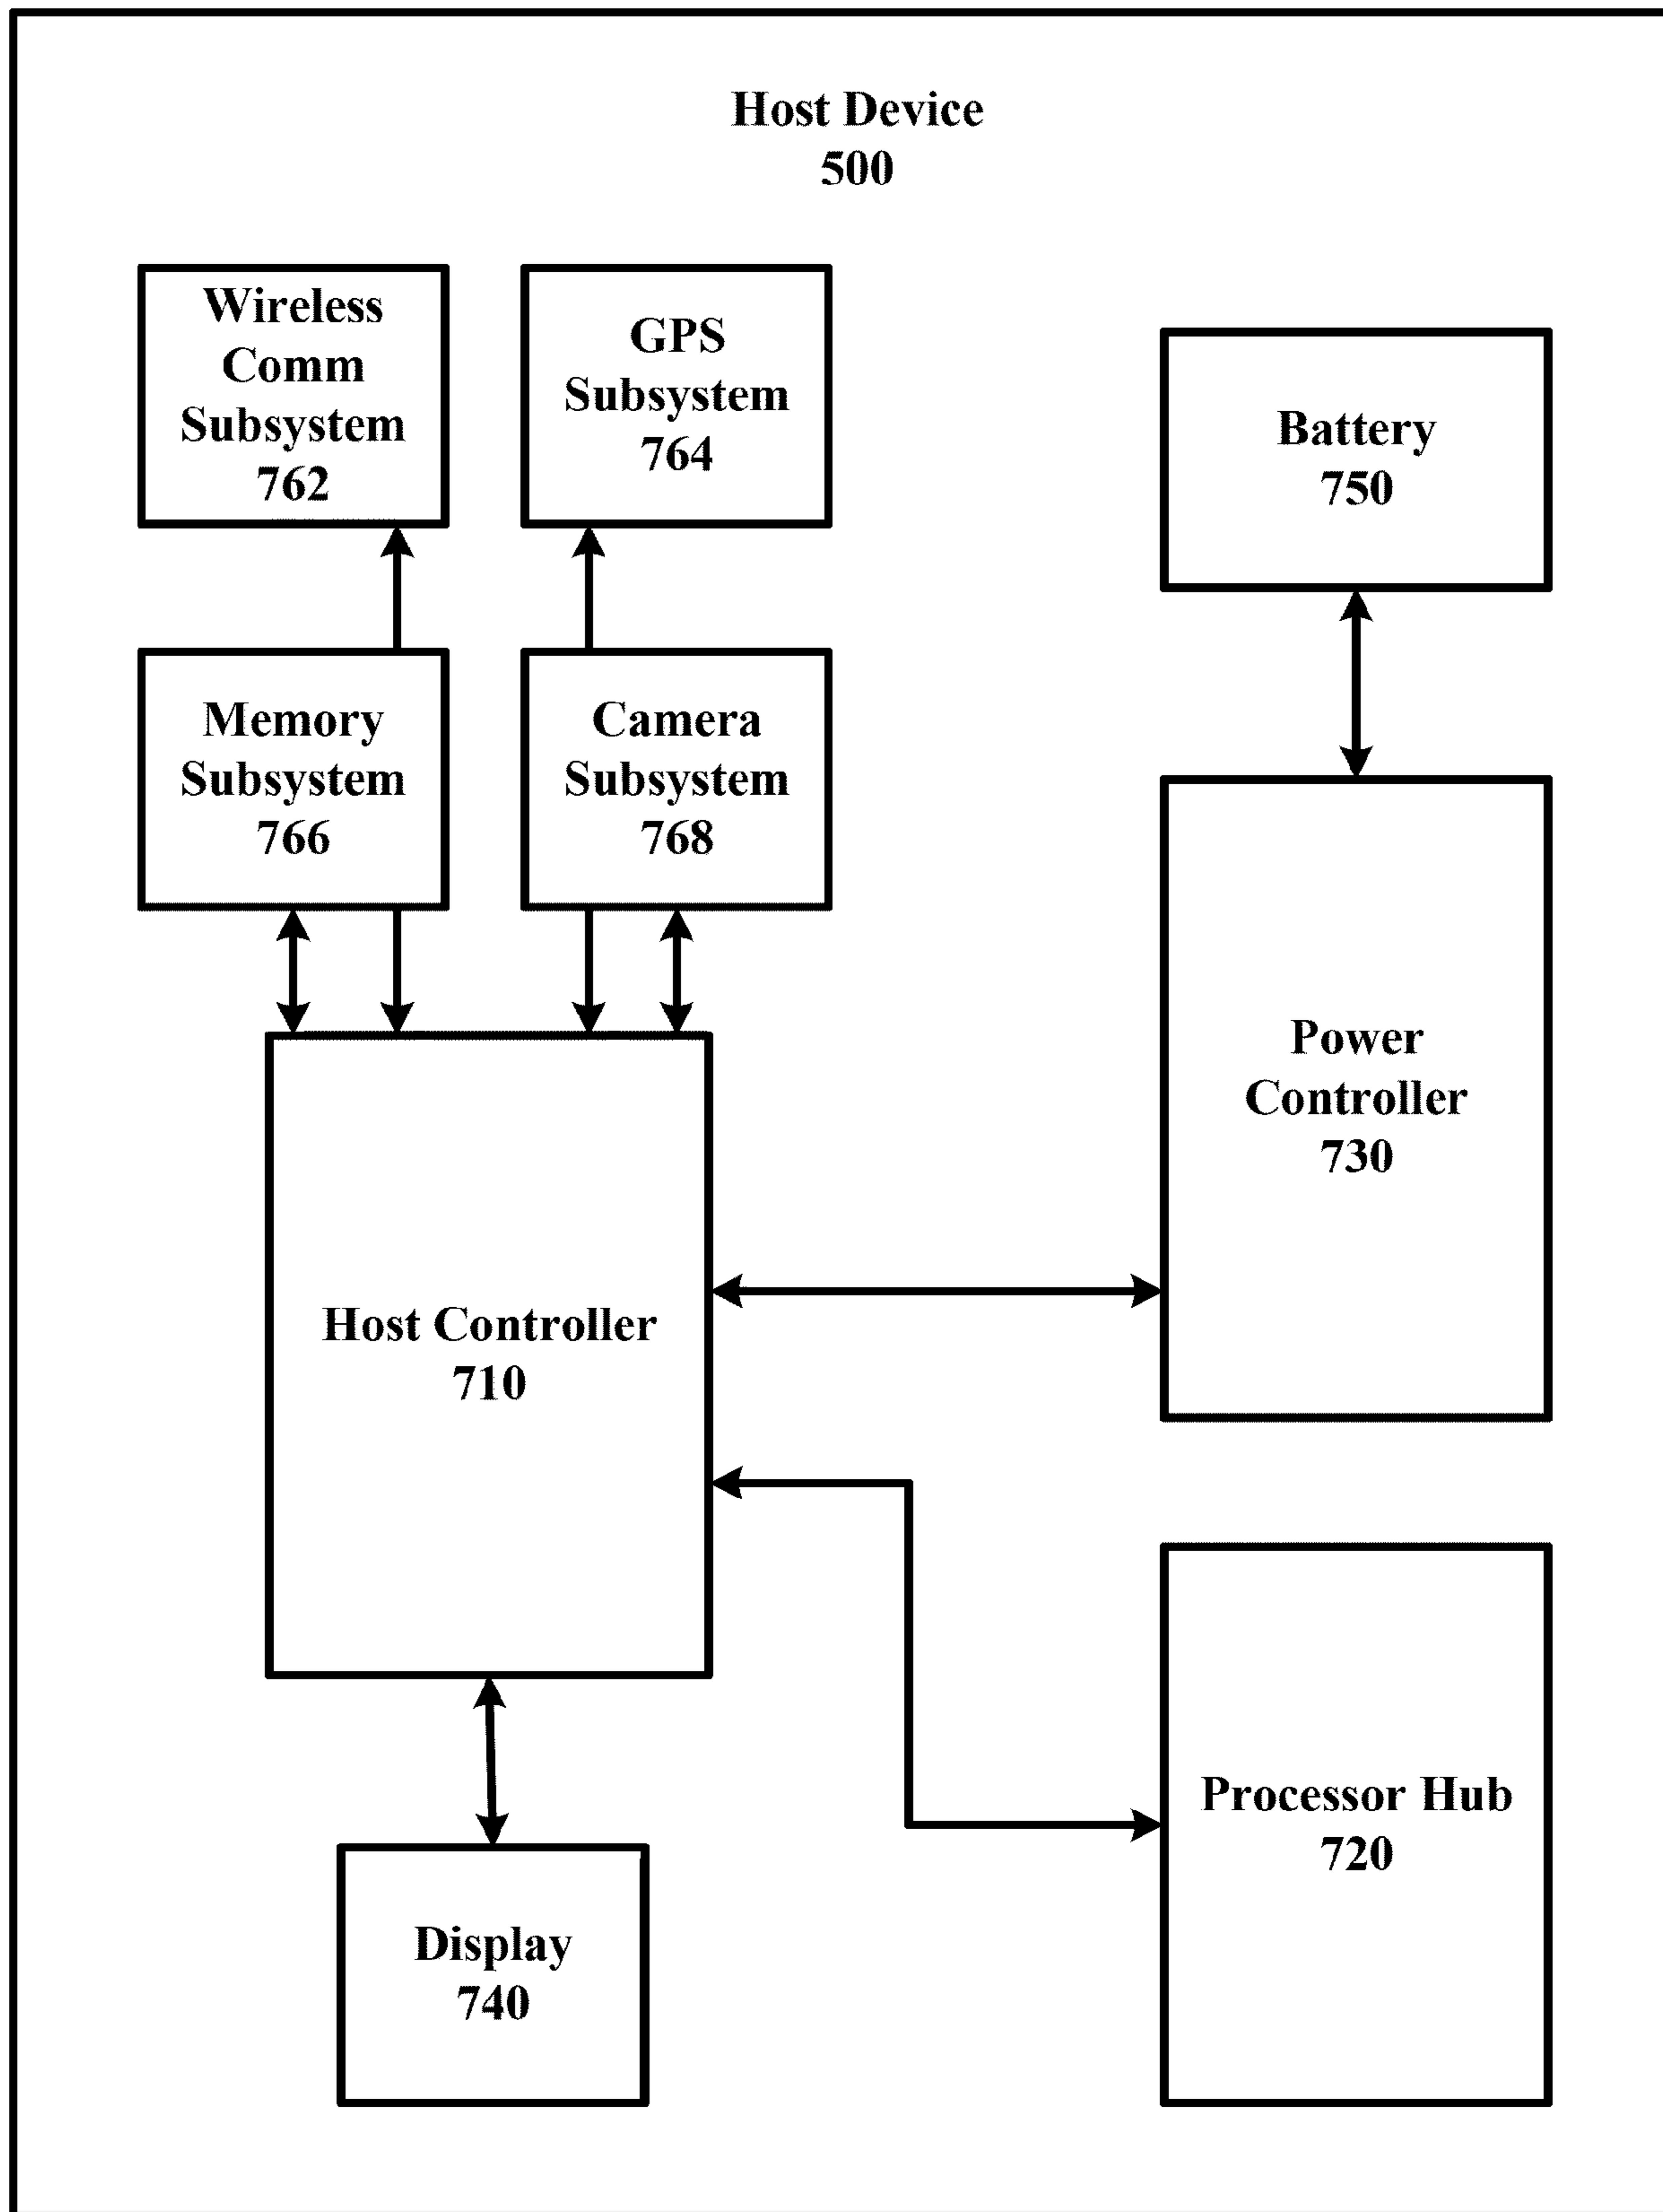 Host Device
500
Wireless
Comm
Subsystem
762
GPS
Subsystem
764
Battery
750
Memory
Subsystem
766
Camera
Subsystem
768
Power
Controller
730
Host Controller
710
Processor Hub
720
Display
740